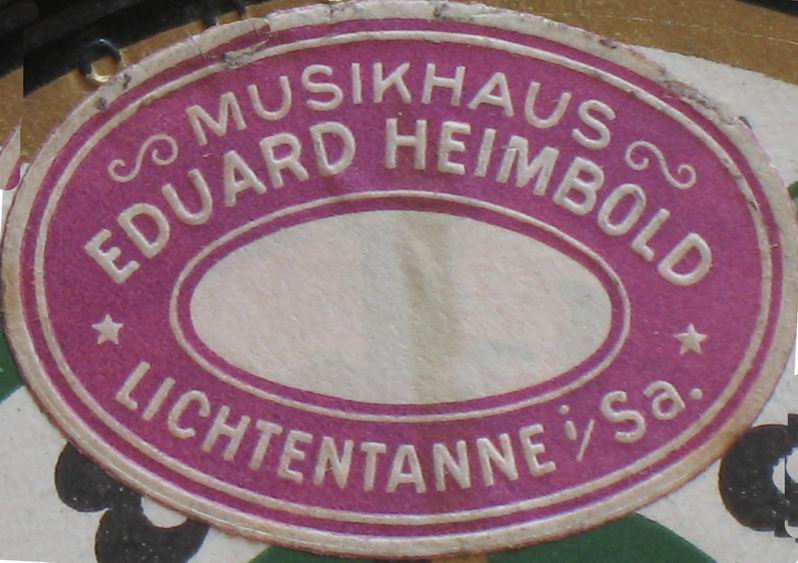 MUSIKHAUS
EDUARD HEIMBOLD
LICHTENTANNE i/Sa.